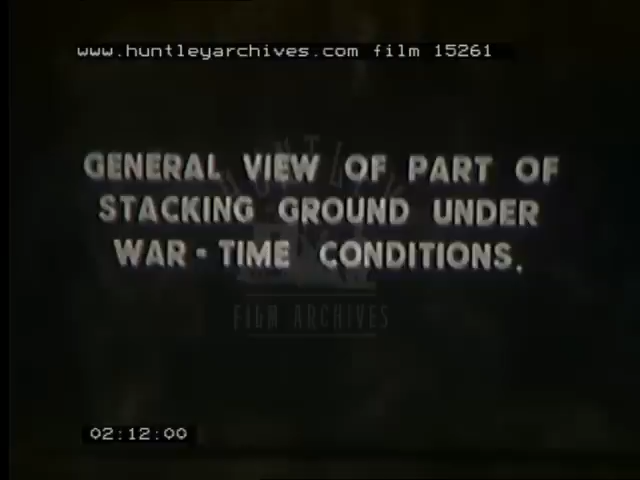 www.huntleyarchives.com film 15261
GENERAL VIEW OF PART OF
STACKING GROUND UNDER
WAR-TIME CONDITIONS.
HUNTLEY
FILM ARCHIVES
02:12:00